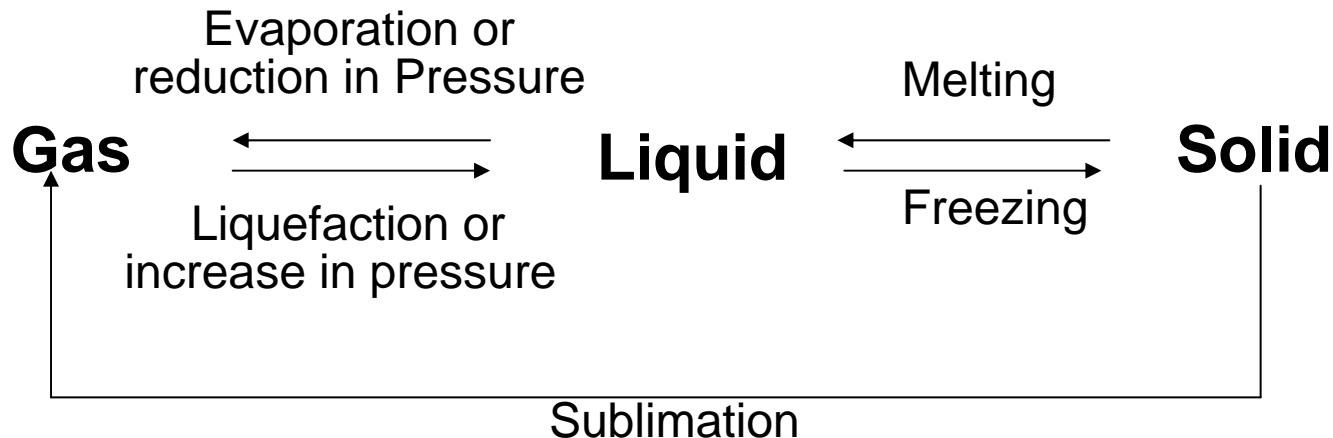 Evaporation or
reduction in Pressure
Melting
Gas
Liquid
Solid
Liquefaction or
increase in pressure
Freezing
Sublimation